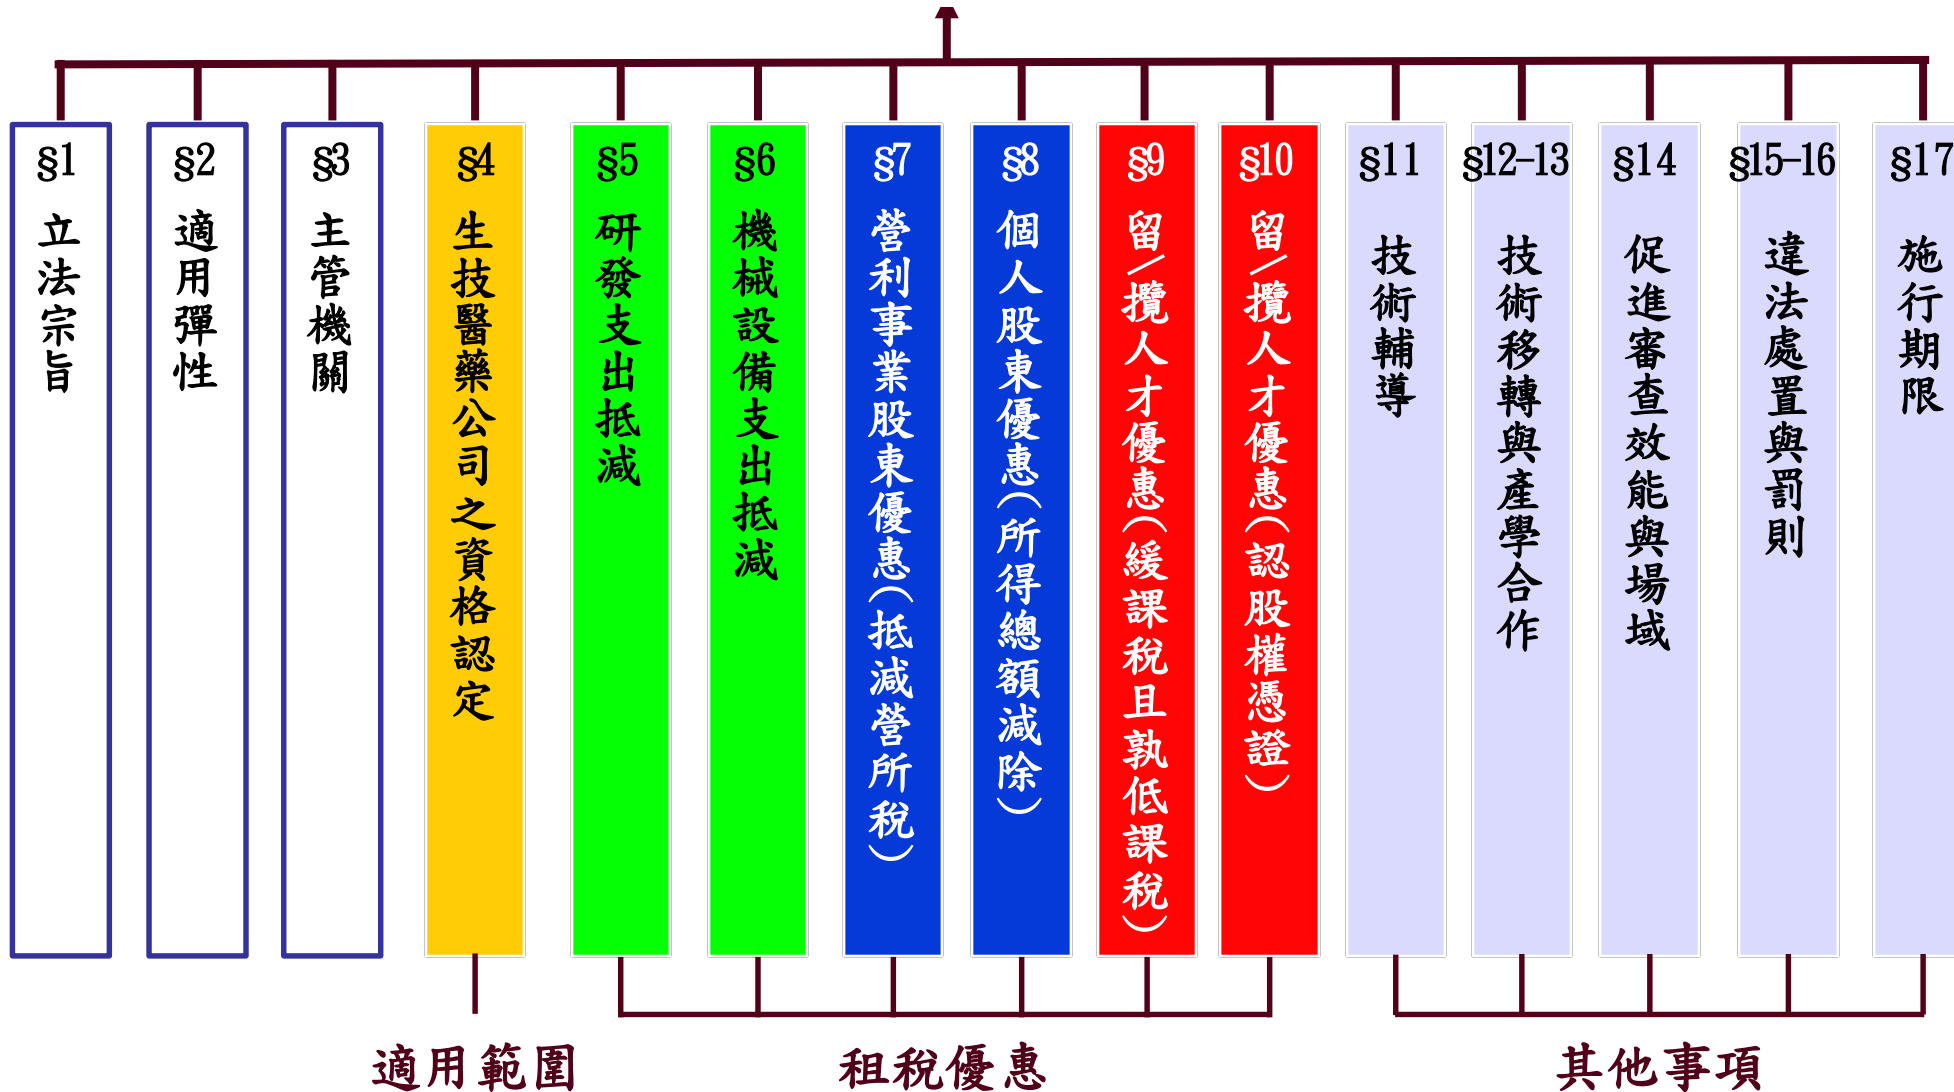 §1
立法宗旨
§2
適用彈性
§3
主管機關
§4
生技醫藥公司之資格認定
§5
研發支出抵減
§6
機械設備支出抵減
§7
營利事業股東優惠(抵減營所稅)
§8
個人股東優惠(所得總額減除)
§9
留/攬人才優惠(緩課稅且孰低課稅)
§10
留/攬人才優惠(認股權憑證)
§11
技術輔導
§12-13
技術移轉與產學合作
§14
促進審查效能與場域
§15-16
違法處置與罰則
§17
施行期限
適用範圍
租稅優惠
其他事項